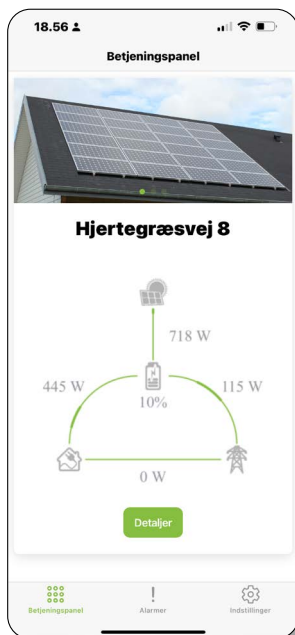 18.56
Betjeningspanel
Hjertegræsvej 8
718 W
445 W
115 W
10%
0 W
Detaljer
Betjeningspanel
Alarmer
Indstillinger